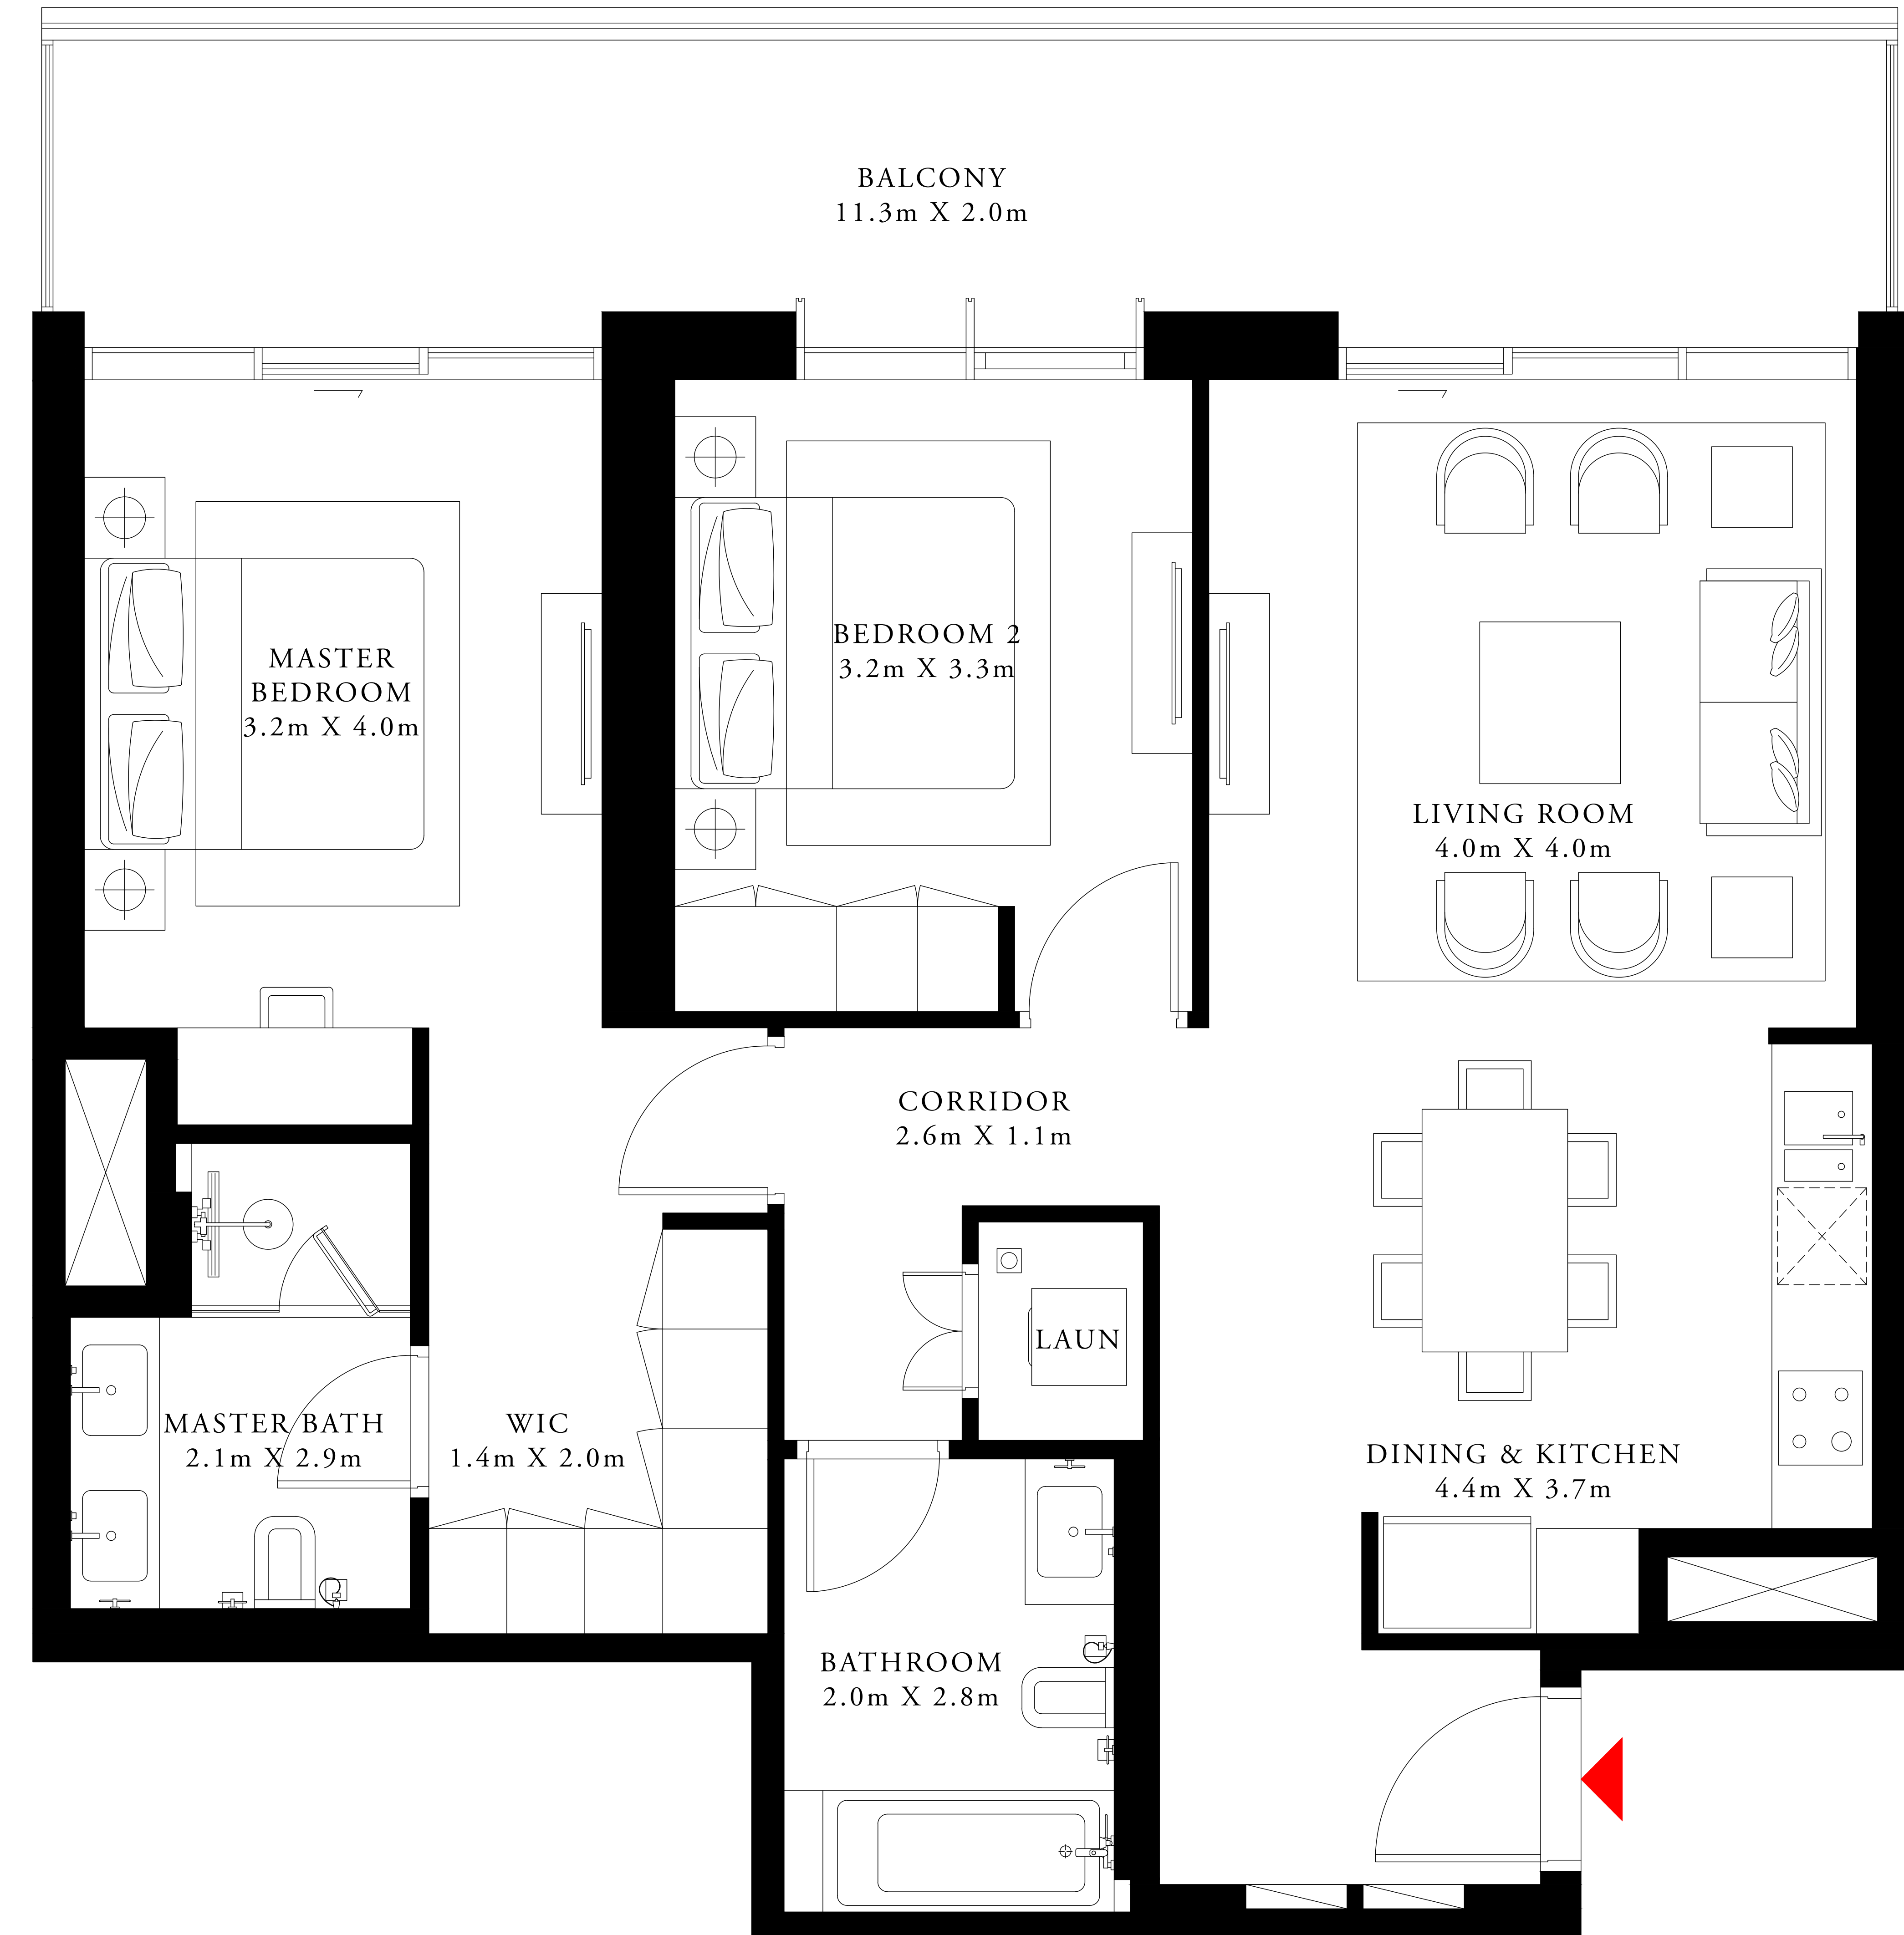 BALCONY
11.3m X 2.0m
MASTER
BEDROOM
3.2m X 4.0m
BEDROOM 2
3.2m X 3.3m
LIVING ROOM
4.0m X 4.0m
CORRIDOR
2.6m X 1.1m
LAUN
MASTER BATH
2.1m X 2.9m
WIC
1.4m X 2.0m
DINING & KITCHEN
4.4m X 3.7m
BATHROOM
2.0m X 2.8m